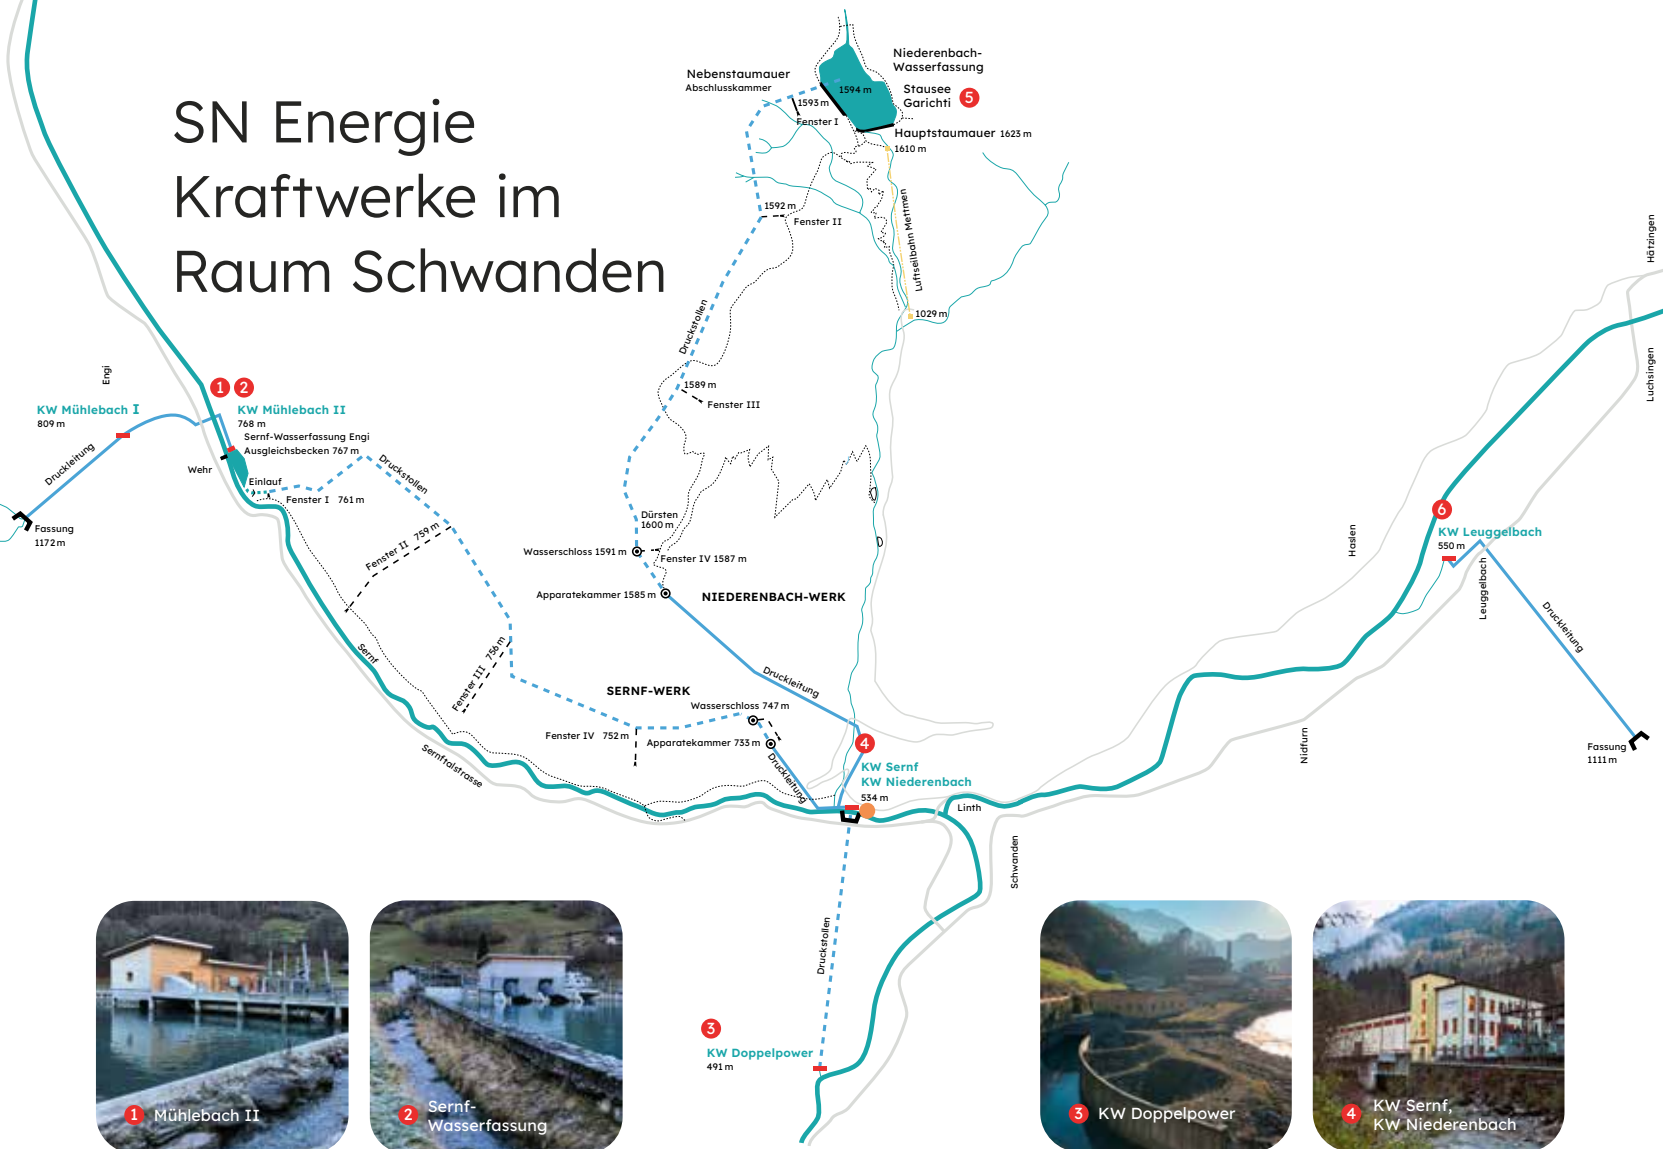 SN Energie
Kraftwerke im
Raum Schwanden
Nebenstaumauer
Abschlusskammer
1593 m
Fenster I
1594 m
Niederenbach-
Wasserfassung
Stausee
Garichti
5
Hauptstaumauer 1623 m
1610 m
Luftseilbahn Mettmen
1029 m
1592 m
Fenster II
Druckstollen
1589 m
Fenster III
Dürsten
1600 m
Wasserschloss 1591 m
Fenster IV 1587 m
Apparatekammer 1585 m
NIEDERENBACH-WERK
Druckleitung
Engi
1 2
KW Mühlebach I
809 m
KW Mühlebach II
768 m
Sernf-Wasserfassung Engi
Ausgleichsbecken 767 m
Druckleitung
Wehr
Einlauf
Fenster I 761 m
Druckstollen
Fassung
1172 m
Fenster II 759 m
Fenster III 756 m
Sernf
Sernftalstrasse
SERNF-WERK
Wasserschloss 747 m
Fenster IV 752 m
Apparatekammer 733 m
Druckleitung
4
KW Sernf
KW Niederenbach
534 m
Linth
Schwanden
Nidfurn
Haslen
Hätzingen
Luchsingen
6
KW Leuggelbach
550 m
Leuggelbach
Druckleitung
Fassung
1111 m
Druckstollen
3
KW Doppelpower
491 m
1 Mühlebach II
2 Sernf-
Wasserfassung
3 KW Doppelpower
4 KW Sernf,
KW Niederenbach